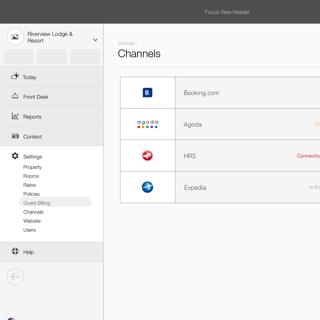 Focus View Header
Riverview Lodge &
Resort
Today
Front Desk
Reports
Content
Settings
Property
Rooms
Rates
Policies
Guest Billing
Channels
Website
Users
Help
Settings /
Channels
B.
Booking.com
agoda
Agoda
HRS
Connectio
Expedia
In Pr